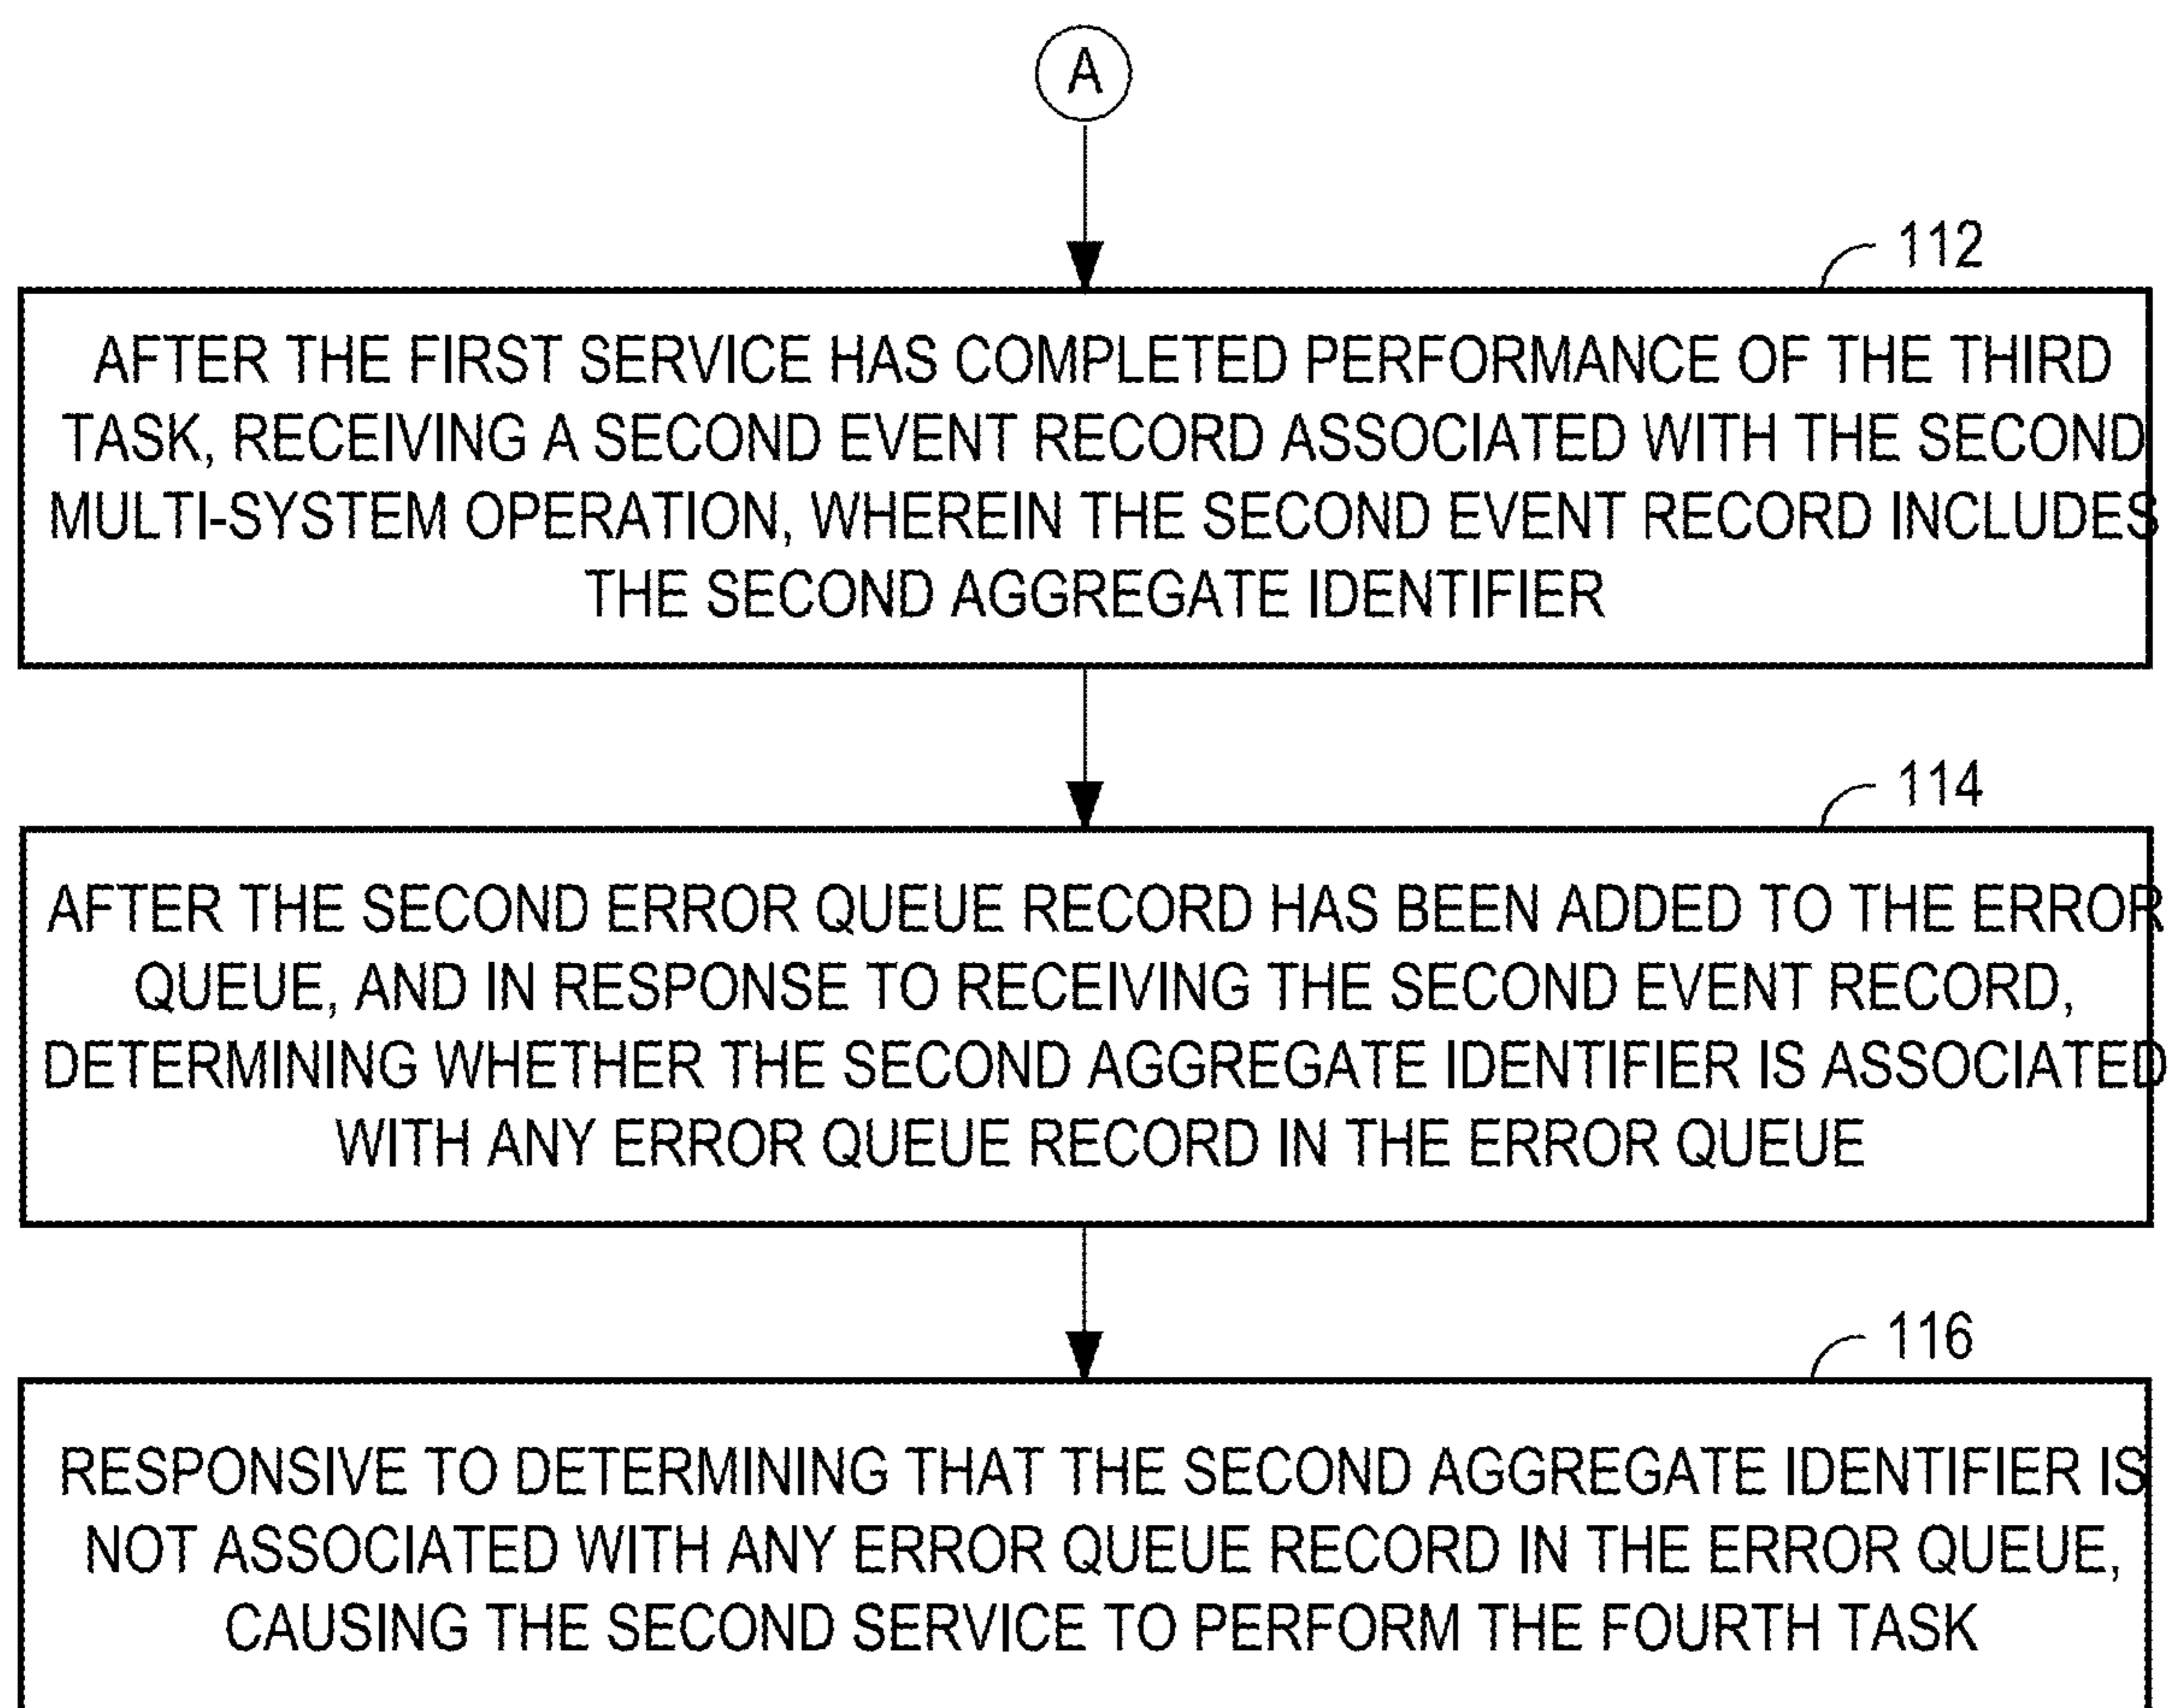 A
112
AFTER THE FIRST SERVICE HAS COMPLETED PERFORMANCE OF THE THIRD
TASK, RECEIVING A SECOND EVENT RECORD ASSOCIATED WITH THE SECOND
MULTI-SYSTEM OPERATION, WHEREIN THE SECOND EVENT RECORD INCLUDES
THE SECOND AGGREGATE IDENTIFIER
114
AFTER THE SECOND ERROR QUEUE RECORD HAS BEEN ADDED TO THE ERROR
QUEUE, AND IN RESPONSE TO RECEIVING THE SECOND EVENT RECORD,
DETERMINING WHETHER THE SECOND AGGREGATE IDENTIFIER IS ASSOCIATED
WITH ANY ERROR QUEUE RECORD IN THE ERROR QUEUE
116
RESPONSIVE TO DETERMINING THAT THE SECOND AGGREGATE IDENTIFIER IS
NOT ASSOCIATED WITH ANY ERROR QUEUE RECORD IN THE ERROR QUEUE,
CAUSING THE SECOND SERVICE TO PERFORM THE FOURTH TASK